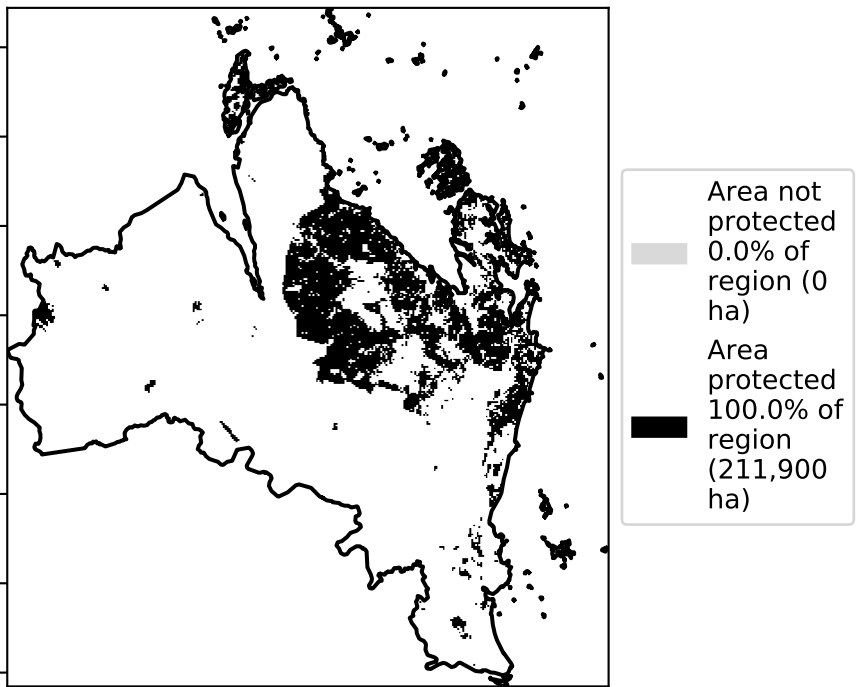 Area not
protected
0.0% of
region (0
ha)
Area
protected
100.0% of
region
(211,900
ha)